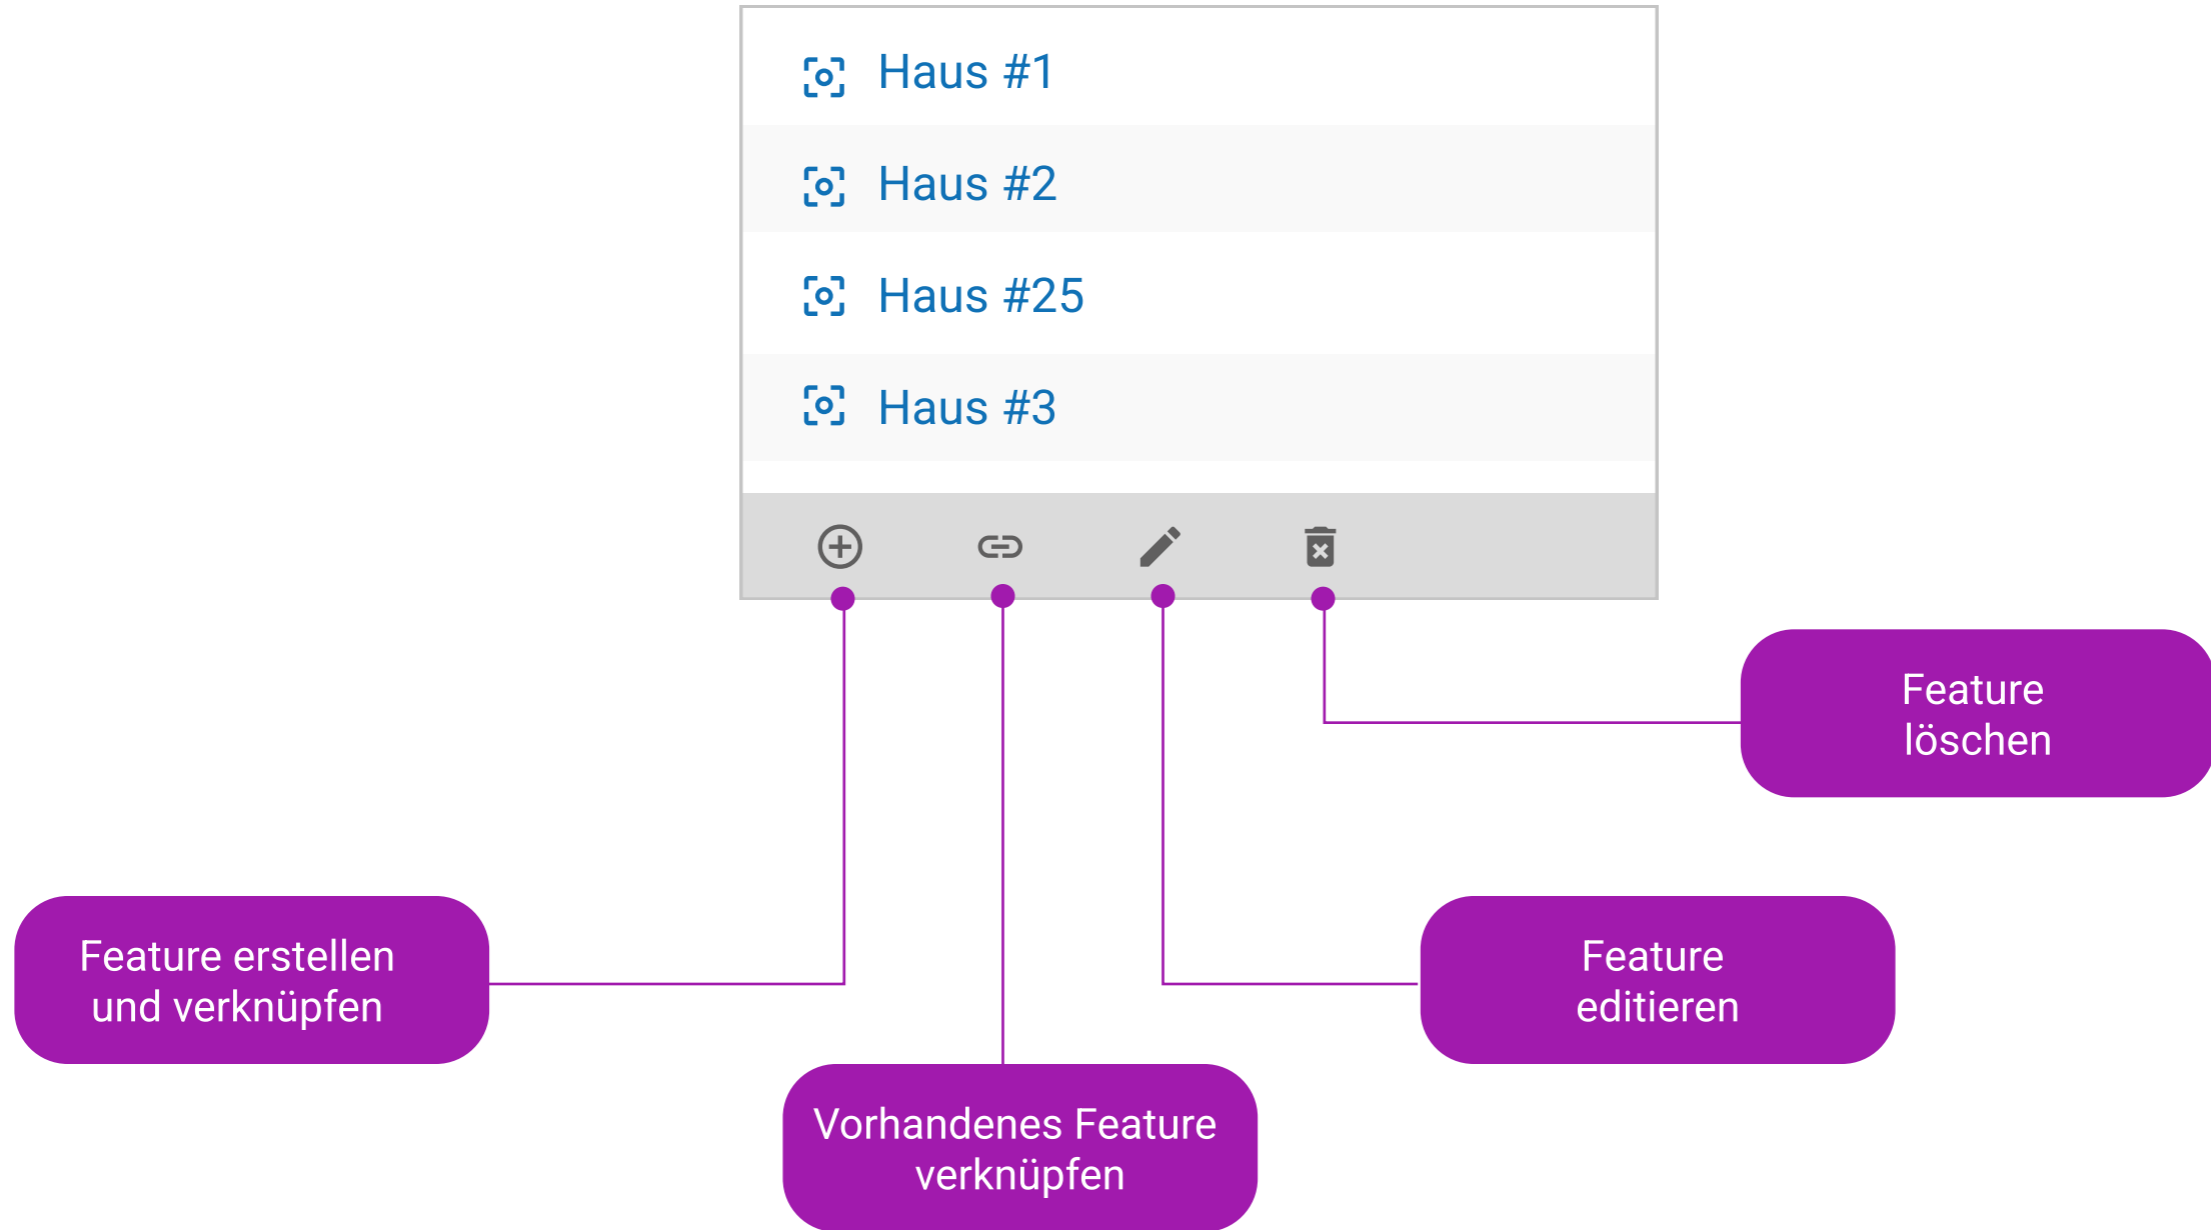 Haus #1
Haus #2
Haus #25
Haus #3
Feature
löschen
Feature erstellen
und verknüpfen
Feature
editieren
Vorhandenes Feature
verknüpfen